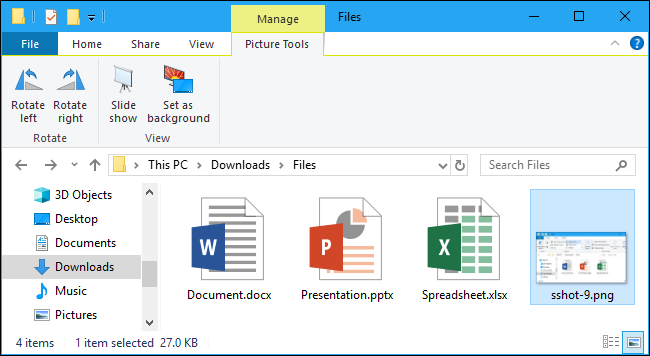 Manage
Files
File
Home
Share
View
Picture Tools
Rotate left
Rotate right
Slide show
Set as background
Rotate
View
This PC > Downloads > Files
Search Files
3D Objects
Desktop
Documents
Downloads
Music
Pictures
W
P
X
Document.docx
Presentation.pptx
Spreadsheet.xlsx
sshot-9.png
4 items
1 item selected 27.0 KB